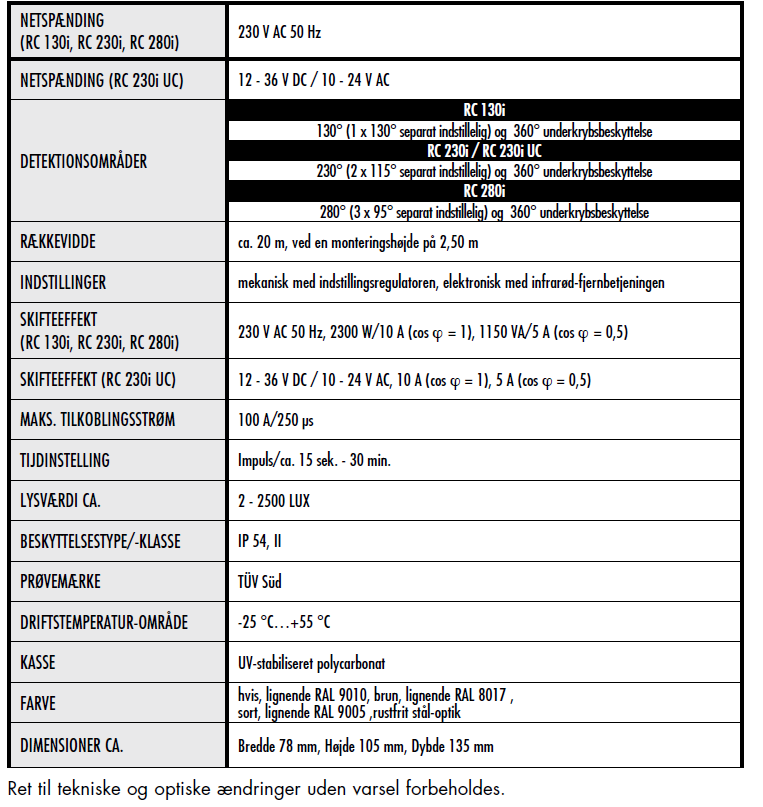 NETSPÆNDING
(RC 130i, RC 230i, RC 280i)
230 V AC 50 Hz
NETSPÆNDING (RC 230i UC)
12 - 36 V DC / 10 - 24 V AC
DETEKTIONSOMRÅDER
RC 130i
130° (1 x 130° separat indstillelig) og 360° underkrybsbeskyttelse
RC 230i / RC 230i UC
230° (2 x 115° separat indstillelig) og 360° underkrybsbeskyttelse
RC 280i
280° (3 x 95° separat indstillelig) og 360° underkrybsbeskyttelse
RÆKKEVIDDE
ca. 20 m, ved en monteringshøjde på 2,50 m
INDSTILLINGER
mekanisk med indstillingsregulatoren, elektronisk med infrarød-fjernbetjeningen
SKIFTEEFFEKT
(RC 130i, RC 230i, RC 280i)
230 V AC 50 Hz, 2300 W/10 A (cos φ = 1), 1150 VA/5 A (cos φ = 0,5)
SKIFTEEFFEKT (RC 230i UC)
12 - 36 V DC / 10 - 24 V AC, 10 A (cos φ = 1), 5 A (cos φ = 0,5)
MAKS. TILKOBLINGSSTRØM
100 A/250 µs
TIJDINSTELLING
Impuls/ca. 15 sek. - 30 min.
LYSVÆRDI CA.
2 - 2500 LUX
BESKYTTELSESTYPE/-KLASSE
IP 54, II
PRØVEMÆRKE
TÜV Süd
DRIFTSTEMPERATUR-OMRÅDE
-25 °C…+55 °C
KASSE
UV-stabiliseret polycarbonat
FARVE
hvis, lignende RAL 9010, brun, lignende RAL 8017 ,
sort, lignende RAL 9005 ,rustfrit stål-optik
DIMENSIONER CA.
Bredde 78 mm, Højde 105 mm, Dybde 135 mm
Ret til tekniske og optiske ændringer uden varsel forbeholdes.